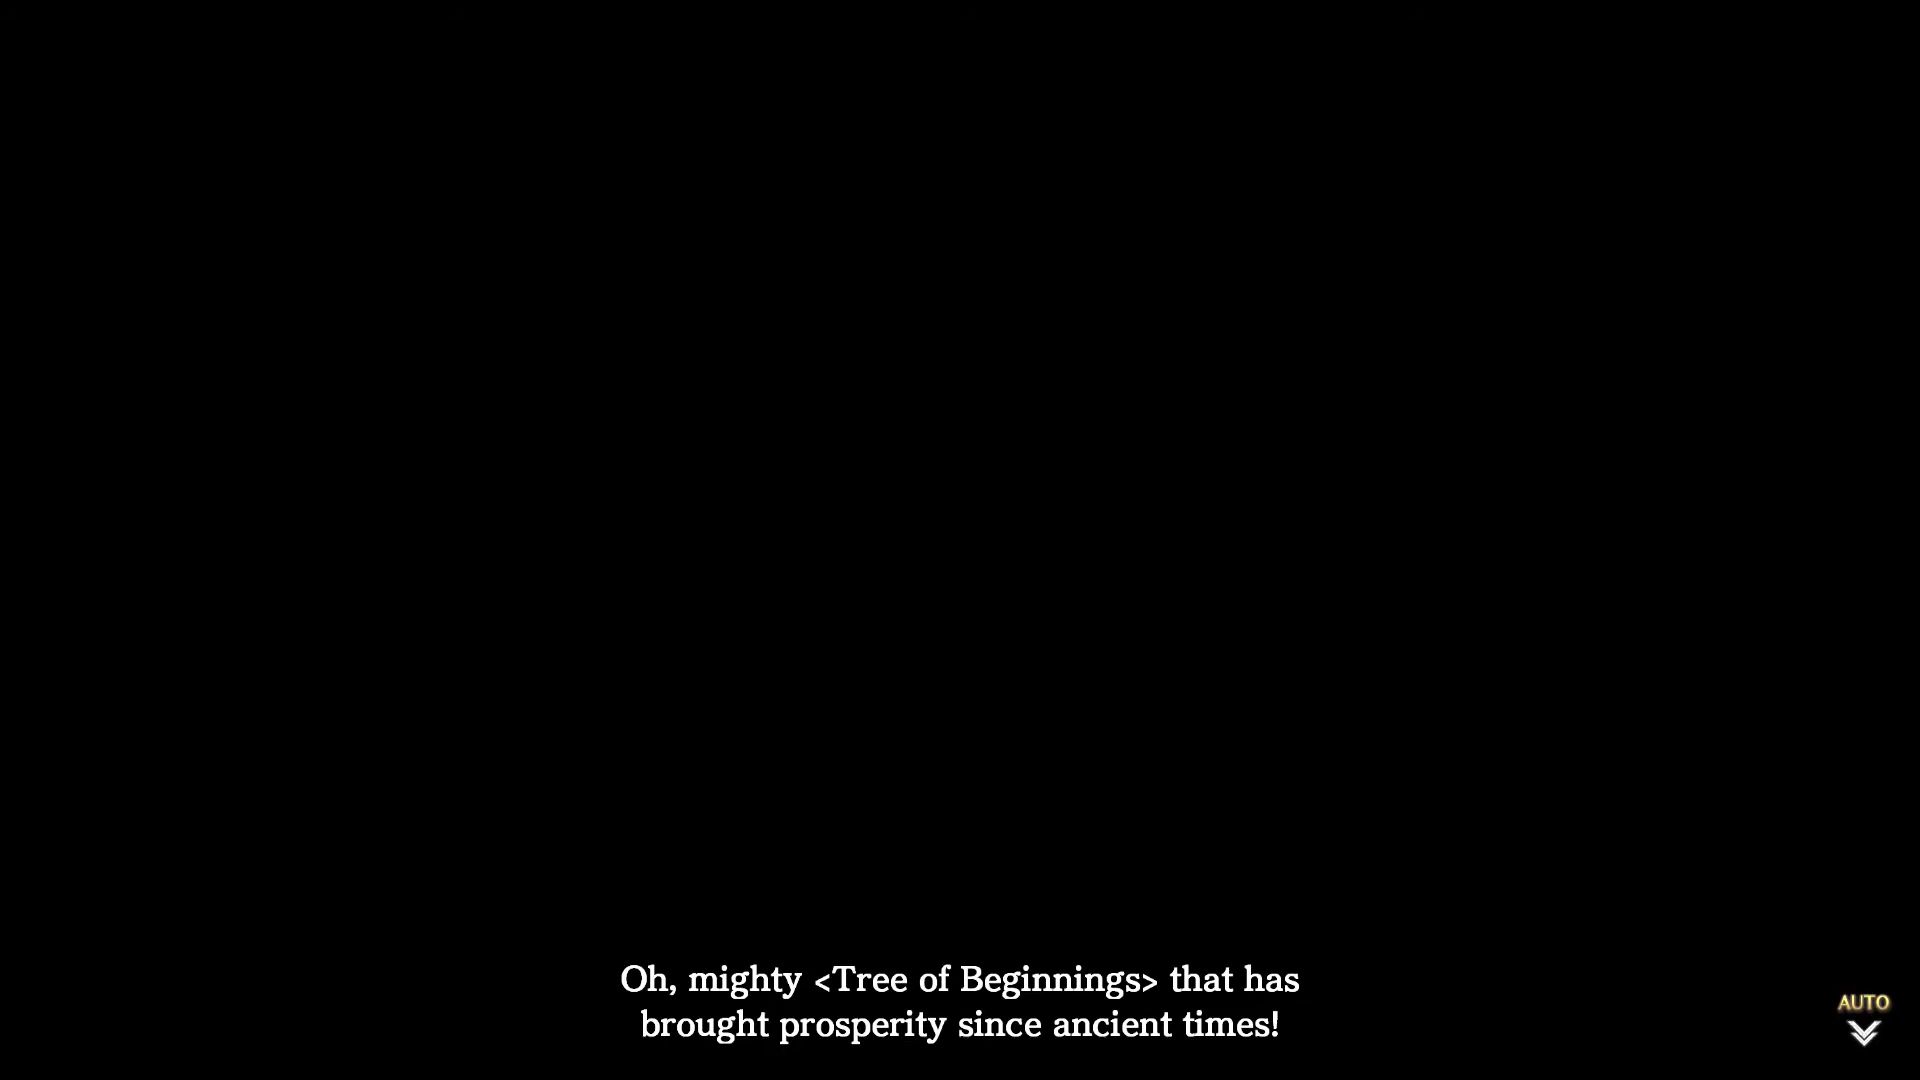 Oh, mighty <Tree of Beginnings> that has
brought prosperity since ancient times!
AUTO